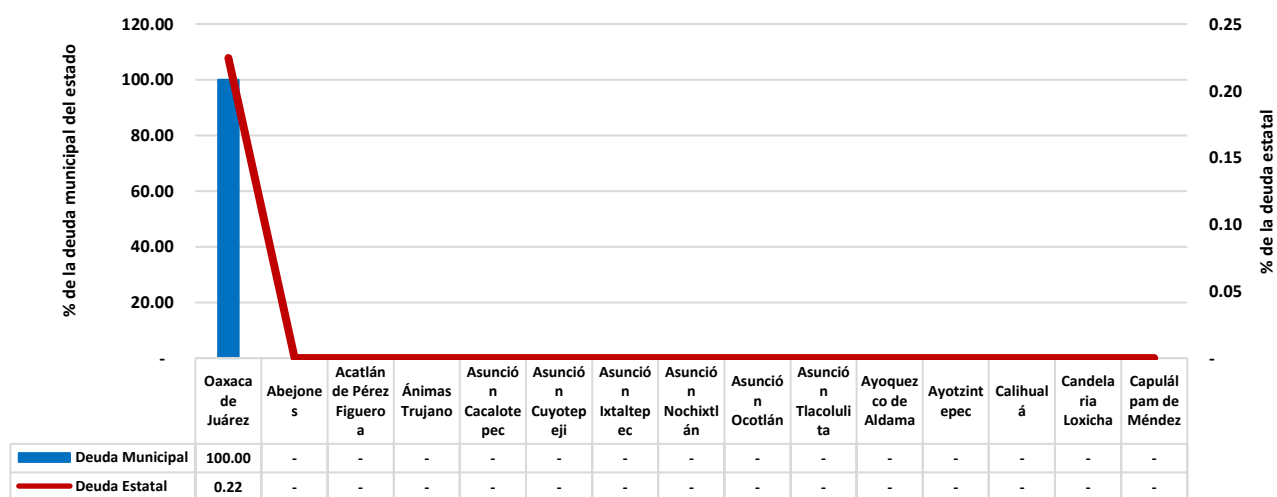 % de la deuda municipal del estado
120.00
100.00
80.00
60.00
40.00
20.00
-
0.25
0.20
0.15
0.10
0.05
-
% de la deuda estatal
Oaxaca
de
Juárez
Abejone
s
Acatlán
de Pérez
Figuero
a
Ánimas
Trujano
Asunció
n
Cacalote
pec
Asunció
n
Cuyotep
eji
Asunció
n
Ixtaltep
ec
Asunció
n
Nochixtl
án
Asunció
n
Ocotlán
Asunció
n
Tlacoluli
ta
Ayoquez
co de
Aldama
Ayotzint
epec
Calihual
á
Candela
ria
Loxicha
Capulál
pam de
Méndez
Deuda Municipal 100.00 - - - - - - - - - - - - - -
Deuda Estatal 0.22 - - - - - - - - - - - - - -